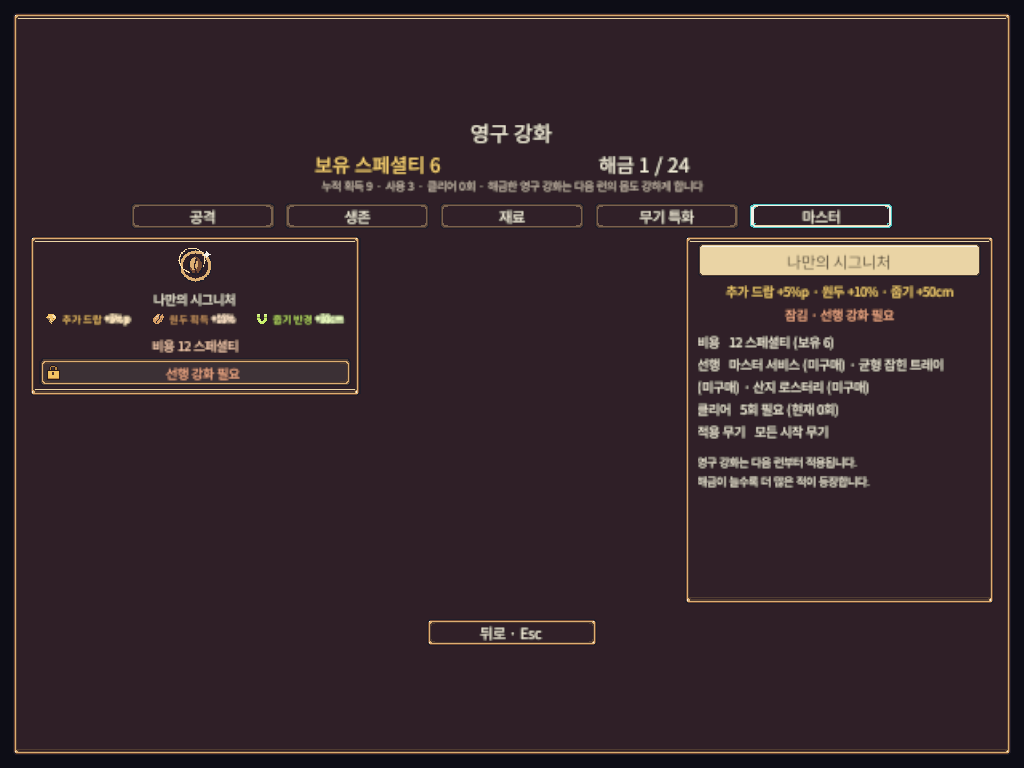 영구 강화
보유 스페셜티 6
해금 1 / 24
누적 획득 9 · 사용 3 · 클리어 0회 · 해금한 영구 강화는 다음 런의 몸도 강하게 합니다
공격
생존
재료
무기 특화
마스터
나만의 시그니처
추가 드랍 +5%p
원두 획득 +10%
줍기 반경 +50cm
비용 12 스페셜티
선행 강화 필요
나만의 시그니처
추가 드랍 +5%p · 원두 +10% · 줍기 +50cm
잠김 · 선행 강화 필요
비용 12 스페셜티 (보유 6)
선행 마스터 서비스 (미구매) · 균형 잡힌 트레이
(미구매) · 산지 로스터리 (미구매)
클리어 5회 필요 (현재 0회)
적용 무기 모든 시작 무기
영구 강화는 다음 런부터 적용됩니다.
해금이 늘수록 더 많은 적이 등장합니다.
뒤로 · Esc